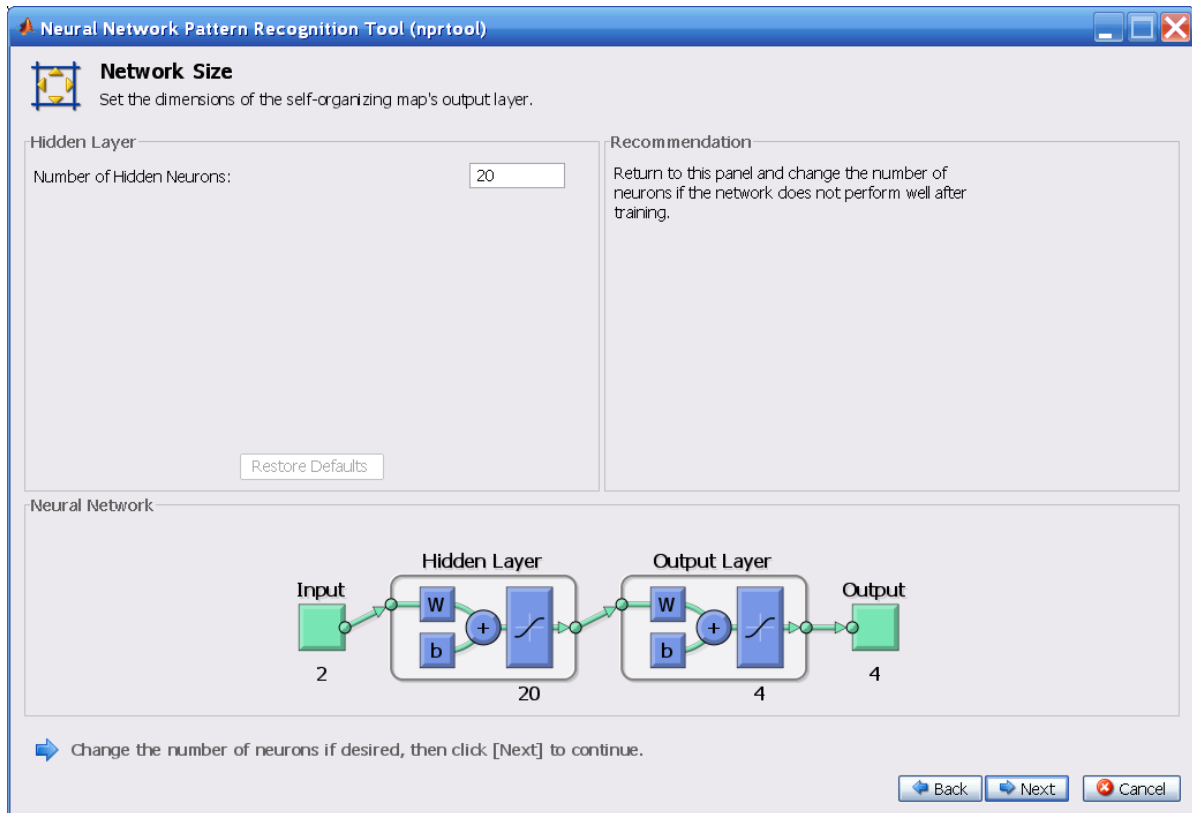 Neural Network Pattern Recognition Tool (nprtool)
Network Size
Set the dimensions of the self-organizing map's output layer.
Hidden Layer
Number of Hidden Neurons:
20
Restore Defaults
Recommendation
Return to this panel and change the number of
neurons if the network does not perform well after
training.
Neural Network
Hidden Layer
Output Layer
Input
Output
W
b
+
W
b
+
2
20
4
4
Change the number of neurons if desired, then click [Next] to continue.
Back
Next
Cancel